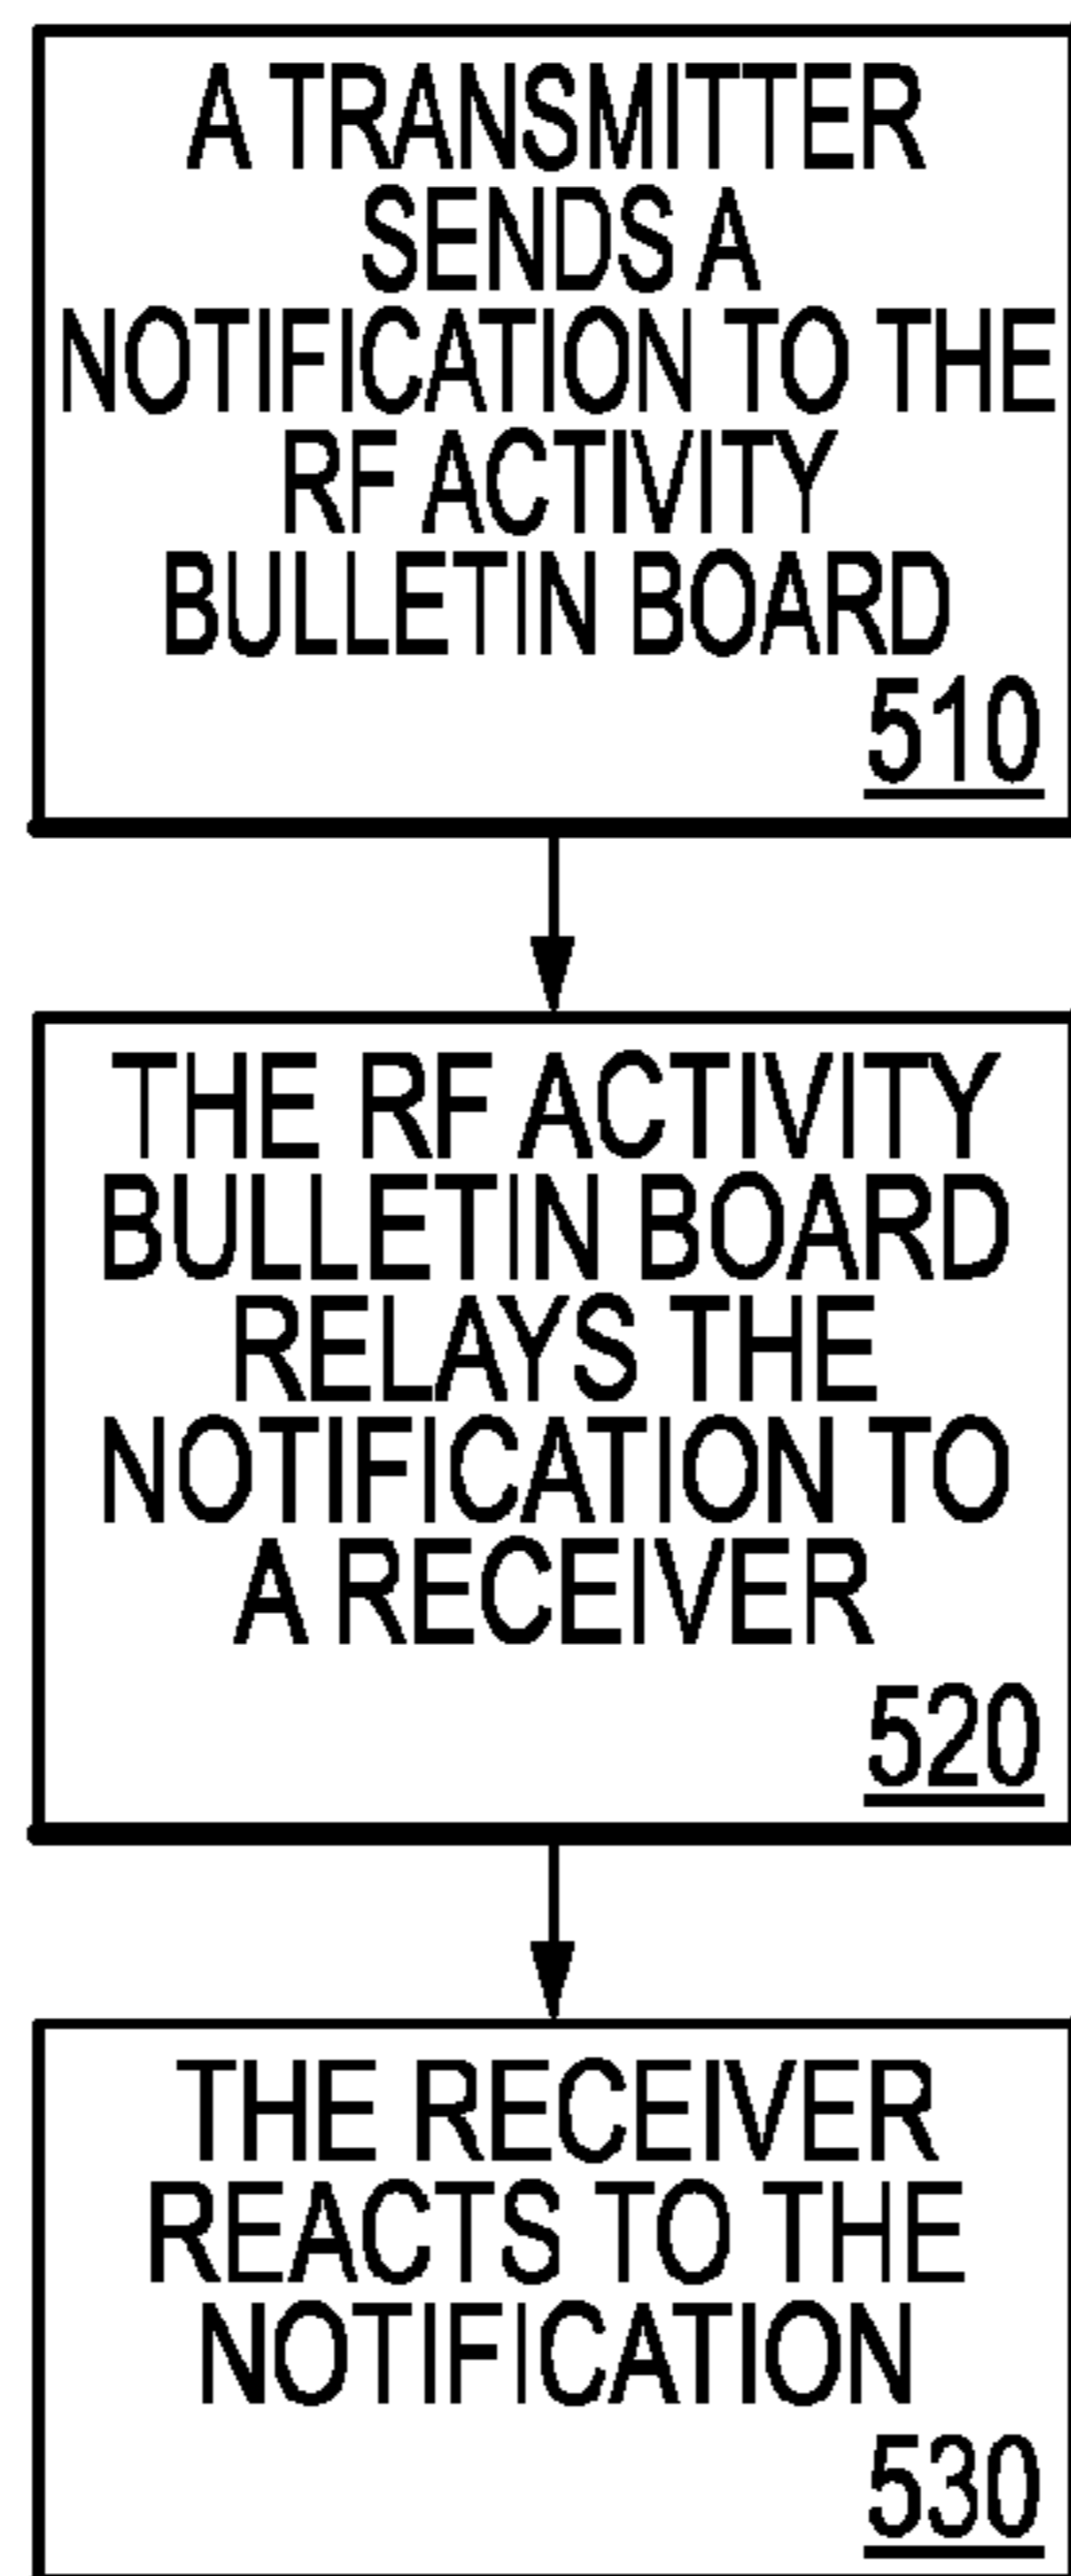 A TRANSMITTER
SENDS A
NOTIFICATION TO THE
RF ACTIVITY
BULLETIN BOARD
510
THE RF ACTIVITY
BULLETIN BOARD
RELAYS THE
NOTIFICATION TO
A RECEIVER
520
THE RECEIVER
REACTS TO THE
NOTIFICATION
530